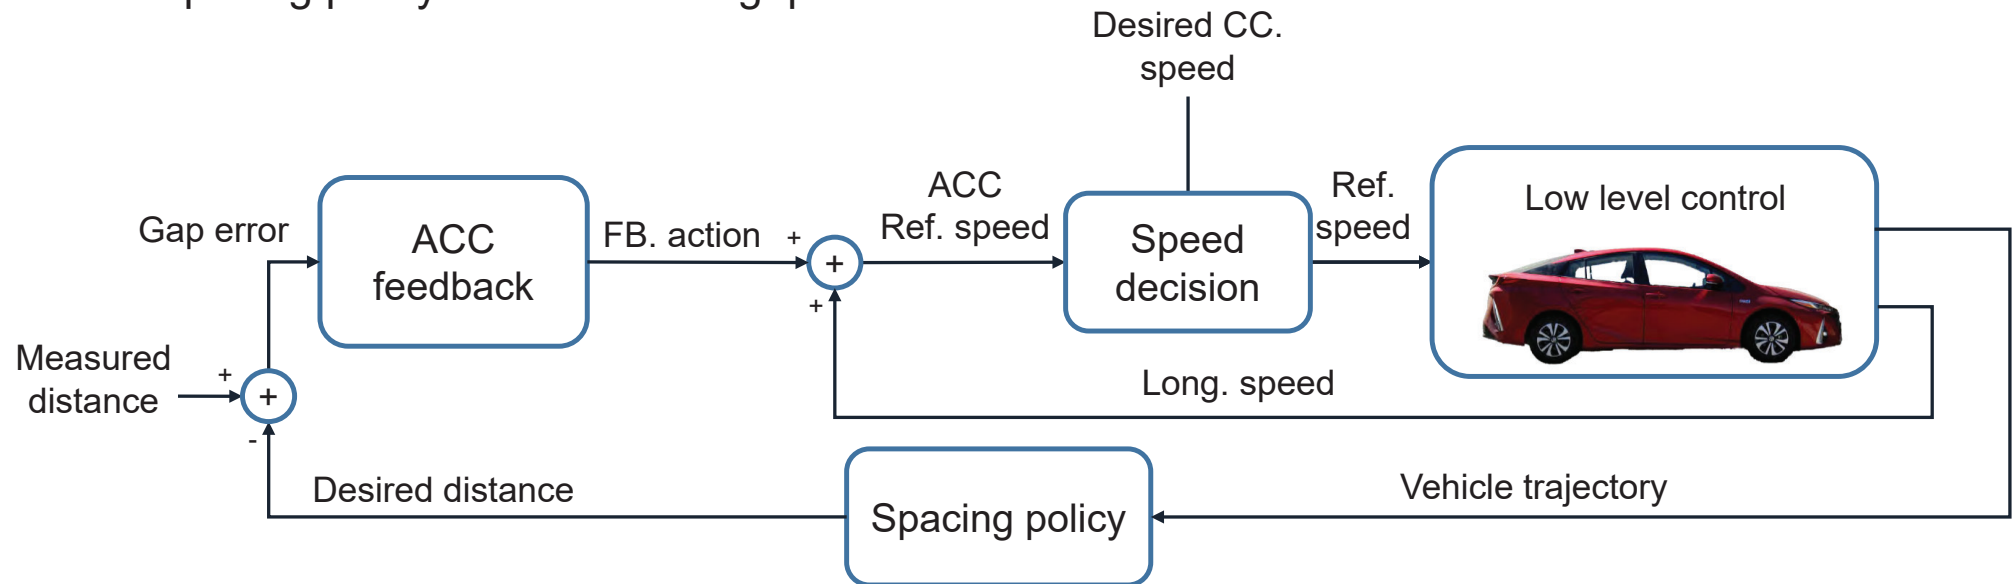 Desired CC.
speed
ACC
Ref. speed
Ref.
speed
Low level control
Gap error
ACC
feedback
FB. action
+
+
+
Speed
decision
Measured
distance
+
+
-
Long. speed
Desired distance
Spacing policy
Vehicle trajectory